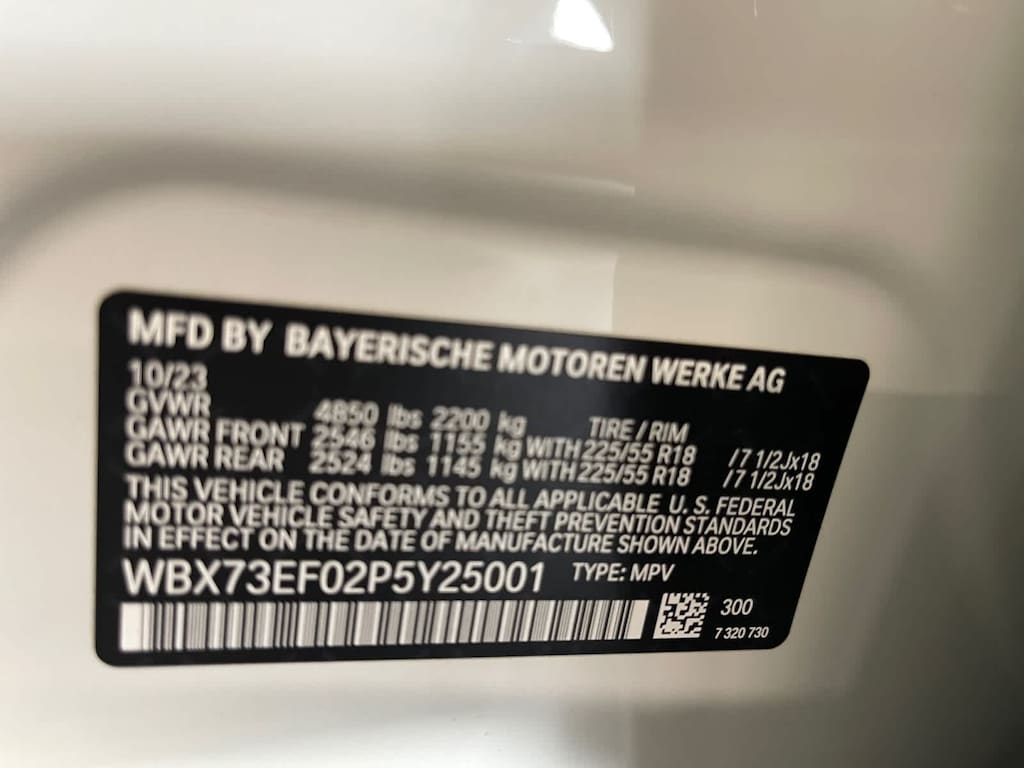 MFD BY BAYERISCHE MOTOREN WERKE AG
10/23
GVWR 4850 lbs 2200 kg TIRE / RIM
GAWR FRONT 2546 lbs 1155 kg WITH 225/55 R18 /7 1/2Jx18
GAWR REAR 2524 lbs 1145 kg WITH 225/55 R18 /7 1/2Jx18
THIS VEHICLE CONFORMS TO ALL APPLICABLE U. S. FEDERAL
MOTOR VEHICLE SAFETY AND THEFT PREVENTION STANDARDS
IN EFFECT ON THE DATE OF MANUFACTURE SHOWN ABOVE.
WBX73EF02P5Y25001 TYPE: MPV
300
7 320 730